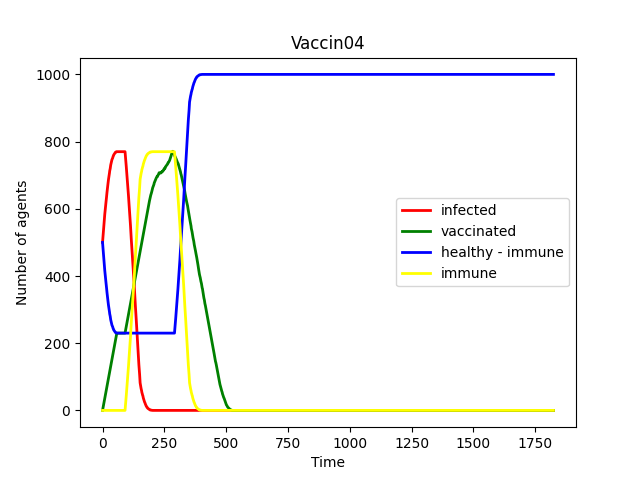 Vaccin04
Number of agents
1000
800
600
400
200
0
infected
vaccinated
healthy - immune
immune
0
250
500
750
1000
1250
1500
1750
Time